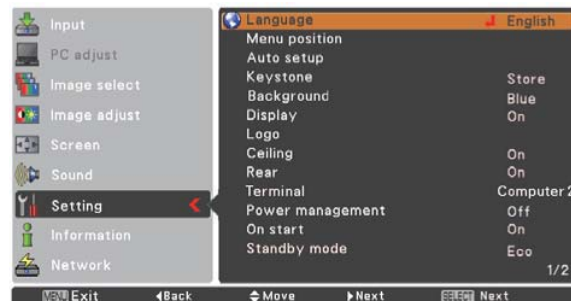 Input
PC adjust
Image select
Image adjust
Screen
Sound
Setting
Information
Network
Language English
Menu position
Auto setup
Keystone Store
Background Blue
Display On
Logo
Ceiling On
Rear On
Terminal Computer 2
Power management Off
On start On
Standby mode Eco
1/2
MENU Exit Back Move Next SELECT Next